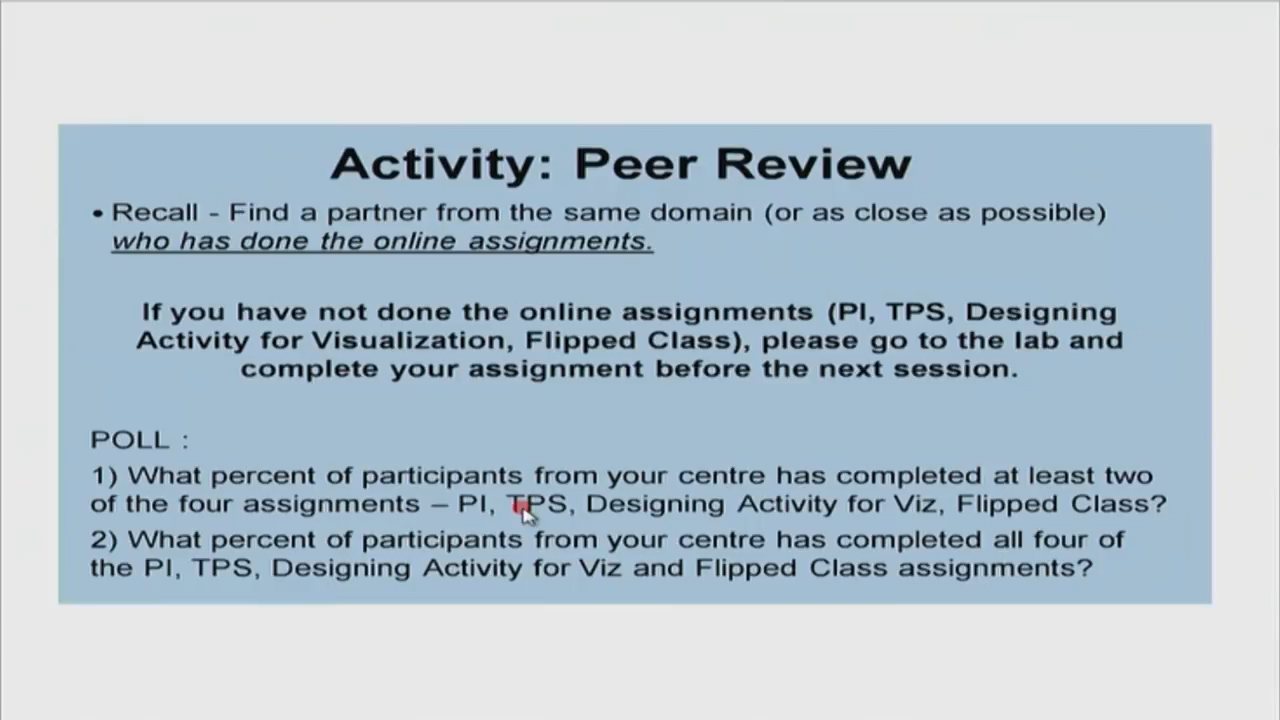 Activity: Peer Review
• Recall - Find a partner from the same domain (or as close as possible)
who has done the online assignments.
If you have not done the online assignments (PI, TPS, Designing
Activity for Visualization, Flipped Class), please go to the lab and
complete your assignment before the next session.
POLL :
1) What percent of participants from your centre has completed at least two
of the four assignments – PI, TPS, Designing Activity for Viz, Flipped Class?
2) What percent of participants from your centre has completed all four of
the PI, TPS, Designing Activity for Viz and Flipped Class assignments?